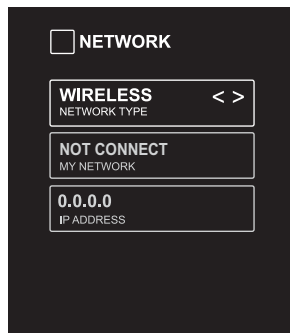 NETWORK
WIRELESS < >
NETWORK TYPE
NOT CONNECT
MY NETWORK
0.0.0.0
IP ADDRESS